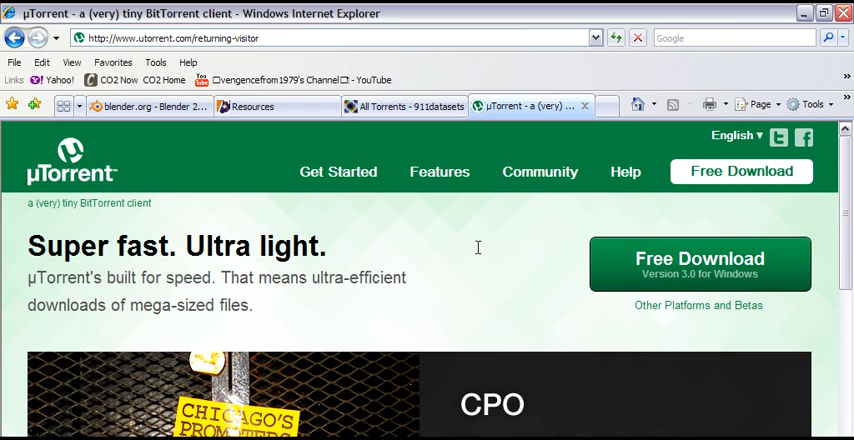 µTorrent - a (very) tiny BitTorrent client - Windows Internet Explorer
http://www.utorrent.com/returning-visitor
Google
File Edit View Favorites Tools Help
Links Yahoo! CO2 Now CO2 Home vengencefrom1979's Channel - YouTube
blender.org - Blender 2... Resources All Torrents - 911datasets µTorrent - a (very) ... Page Tools
English
µTorrent
Get Started Features Community Help Free Download
a (very) tiny BitTorrent client
Super fast. Ultra light.
µTorrent's built for speed. That means ultra-efficient
downloads of mega-sized files.
Free Download
Version 3.0 for Windows
Other Platforms and Betas
CHICAGO'S
CPO